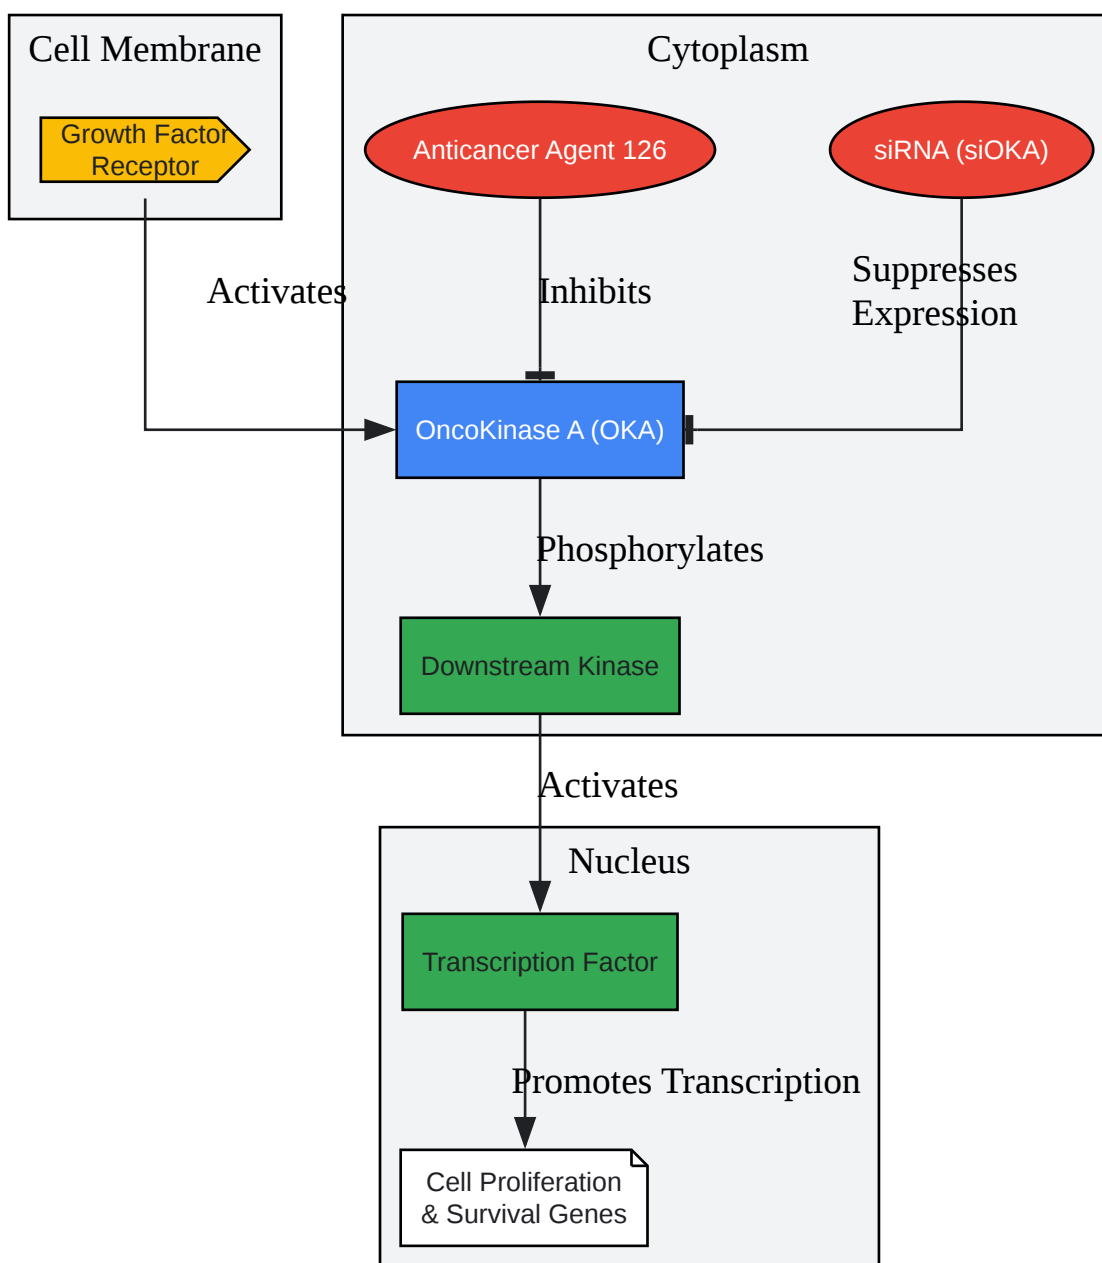 Cell Membrane
Cytoplasm
Growth Factor
Receptor
Anticancer Agent 126
siRNA (siOKA)
Activates
Inhibits
Suppresses
Expression
OncoKinase A (OKA)
Phosphorylates
Downstream Kinase
Activates
Nucleus
Transcription Factor
Promotes Transcription
Cell Proliferation
& Survival Genes